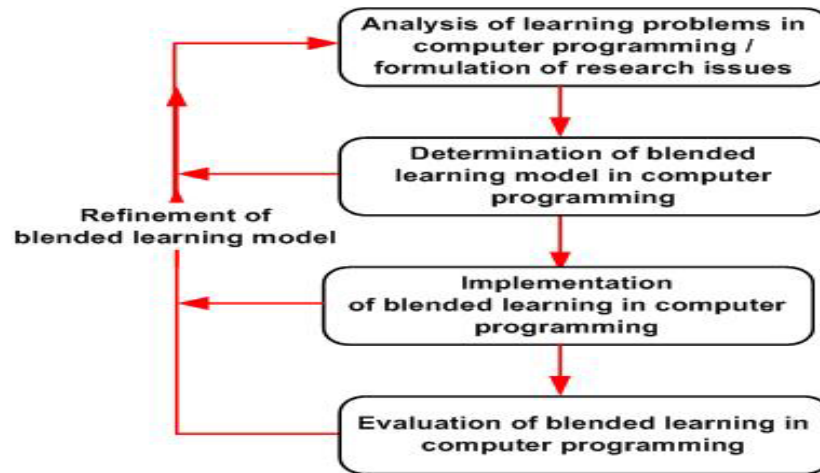 Analysis of learning problems in
computer programming /
formulation of research issues
Determination of blended
learning model in computer
programming
Refinement of
blended learning model
Implementation
of blended learning in computer
programming
Evaluation of blended learning in
computer programming